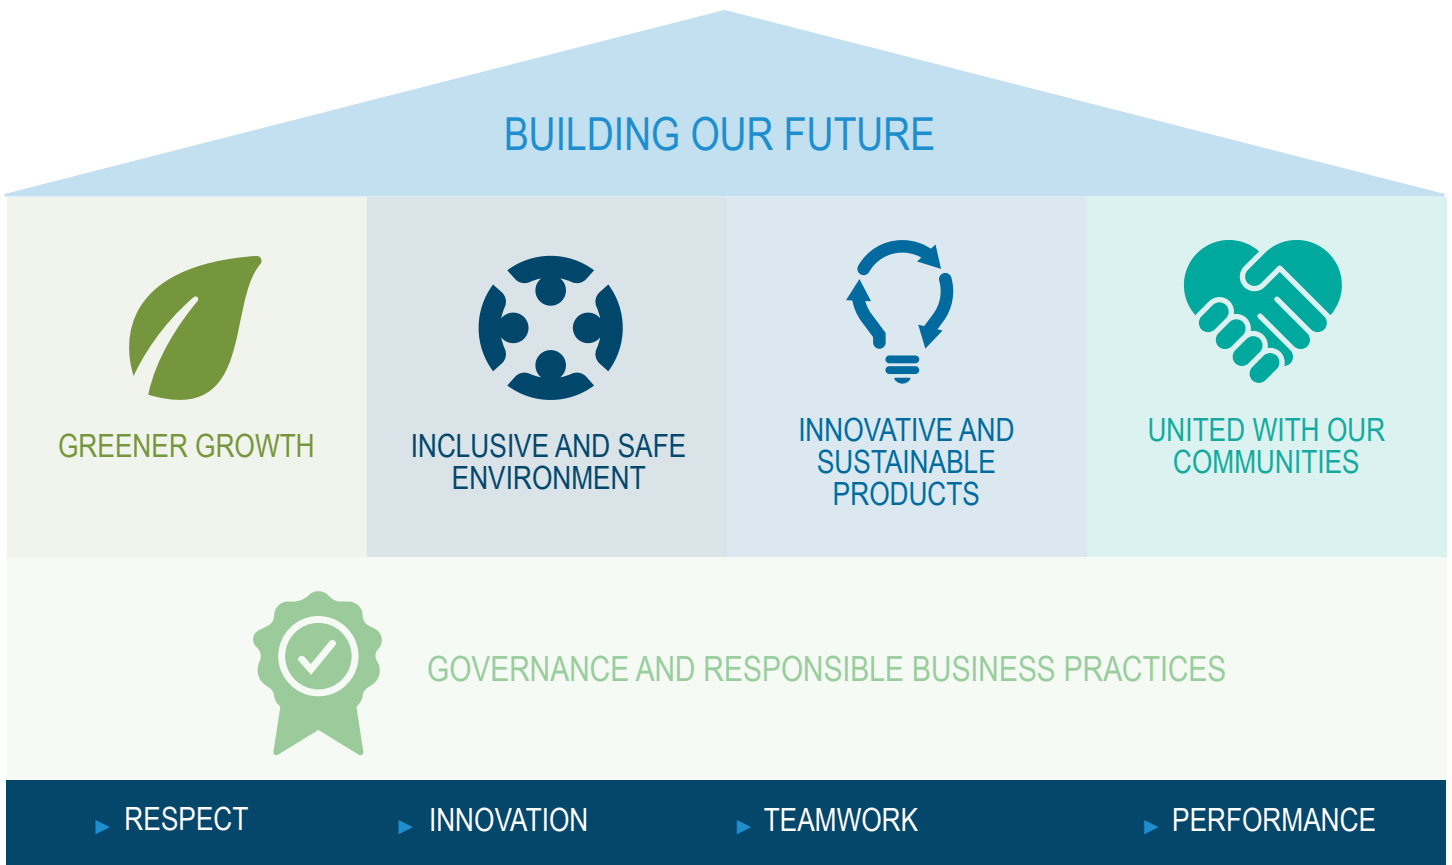 BUILDING OUR FUTURE
GREENER GROWTH
INCLUSIVE AND SAFE
ENVIRONMENT
INNOVATIVE AND
SUSTAINABLE
PRODUCTS
UNITED WITH OUR
COMMUNITIES
GOVERNANCE AND RESPONSIBLE BUSINESS PRACTICES
RESPECT
INNOVATION
TEAMWORK
PERFORMANCE